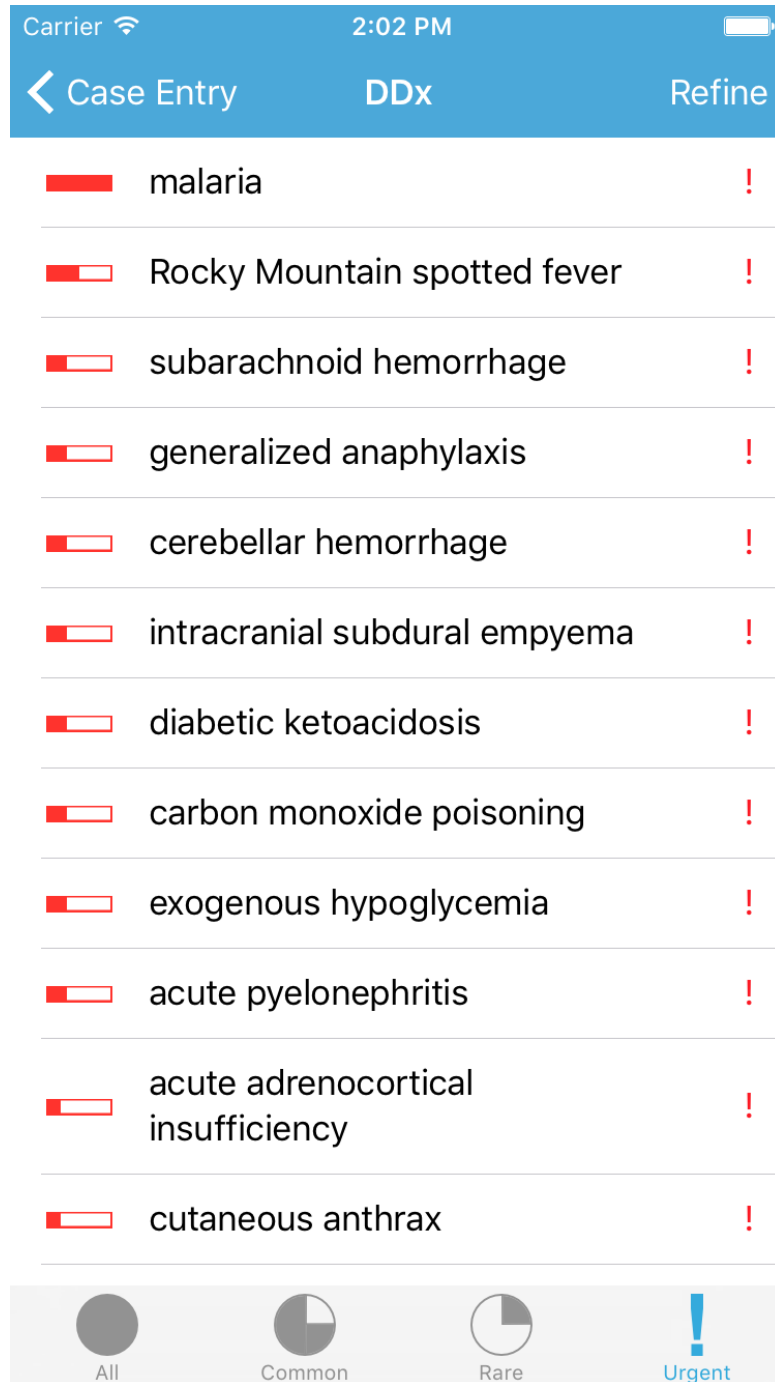 Carrier 2:02 PM
Case Entry DDx Refine
malaria !
Rocky Mountain spotted fever !
subarachnoid hemorrhage !
generalized anaphylaxis !
cerebellar hemorrhage !
intracranial subdural empyema !
diabetic ketoacidosis !
carbon monoxide poisoning !
exogenous hypoglycemia !
acute pyelonephritis !
acute adrenocortical
insufficiency !
cutaneous anthrax !
All Common Rare Urgent